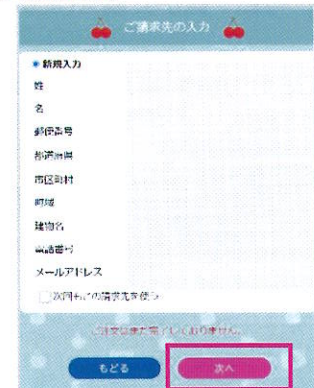 ご請求先の入力
新規入力
姓
名
郵便番号
都道府県
市区町村
町域
建物名
電話番号
メールアドレス
次回もこの請求先を使う
ご注文はまだ完了しておりません。
もどる
次へ